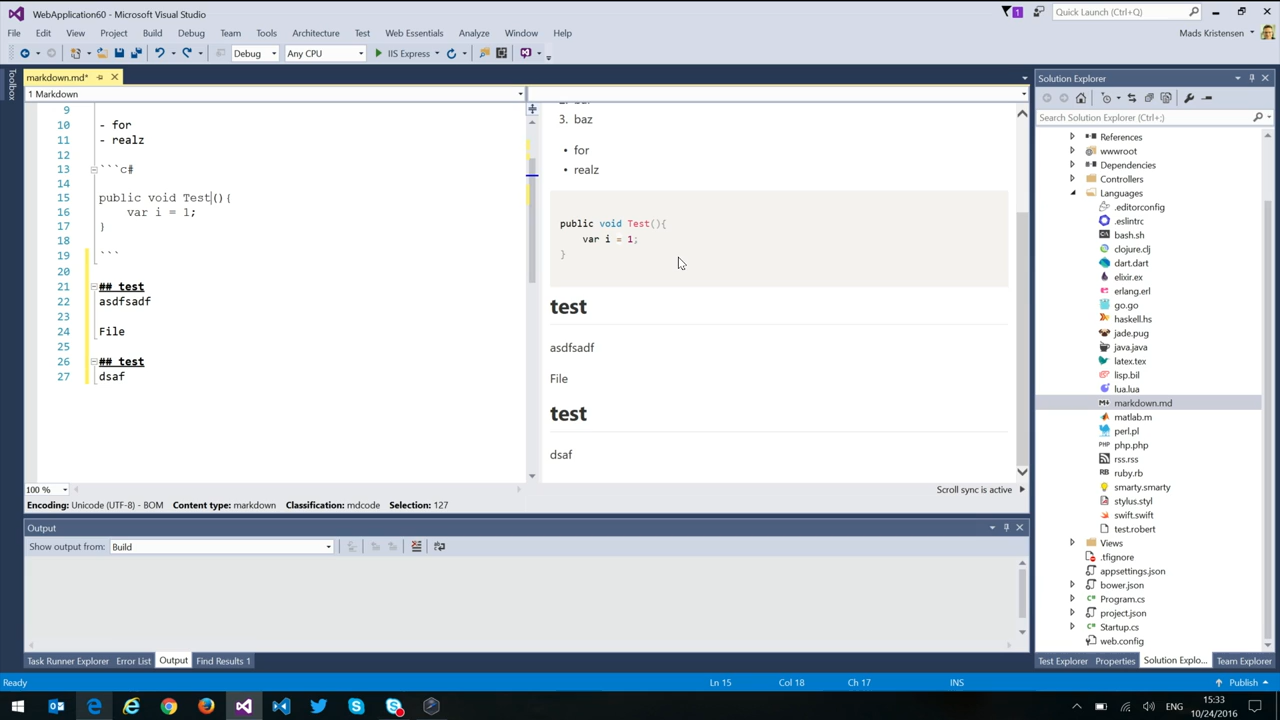 WebApplication60 - Microsoft Visual Studio
1
Quick Launch (Ctrl+Q)
File Edit View Project Build Debug Team Tools Architecture Test Web Essentials Analyze Window Help
Mads Kristensen
Debug Any CPU IIS Express
Toolbox
markdown.md*
1 Markdown
9
10 - for
11 - realz
12
13 ```c#
14
15 public void Test(){
16 var i = 1;
17 }
18
19 ```
20
21 ## test
22 asdfsadf
23
24 File
25
26 ## test
27 dsaf
3. baz
• for
• realz
public void Test(){
var i = 1;
}
test
asdfsadf
File
test
dsaf
100 %
Scroll sync is active
Encoding: Unicode (UTF-8) - BOM Content type: markdown Classification: mdcode Selection: 127
Output
Show output from: Build
Task Runner Explorer Error List Output Find Results 1
Solution Explorer
Search Solution Explorer (Ctrl+;)
References
wwwroot
Dependencies
Controllers
Languages
.editorconfig
.eslintrc
bash.sh
clojure.clj
dart.dart
elixir.ex
erlang.erl
go.go
haskell.hs
jade.pug
java.java
latex.tex
lisp.bil
lua.lua
M↓ markdown.md
matlab.m
perl.pl
PHP php.php
rss.rss
RB ruby.rb
smarty.smarty
stylus.styl
swift.swift
test.robert
Views
.tfignore
appsettings.json
bower.json
C# Program.cs
project.json
C# Startup.cs
web.config
Test Explorer Properties Solution Explo... Team Explorer
Ready Ln 15 Col 18 Ch 17 INS Publish
ENG
15:33
10/24/2016